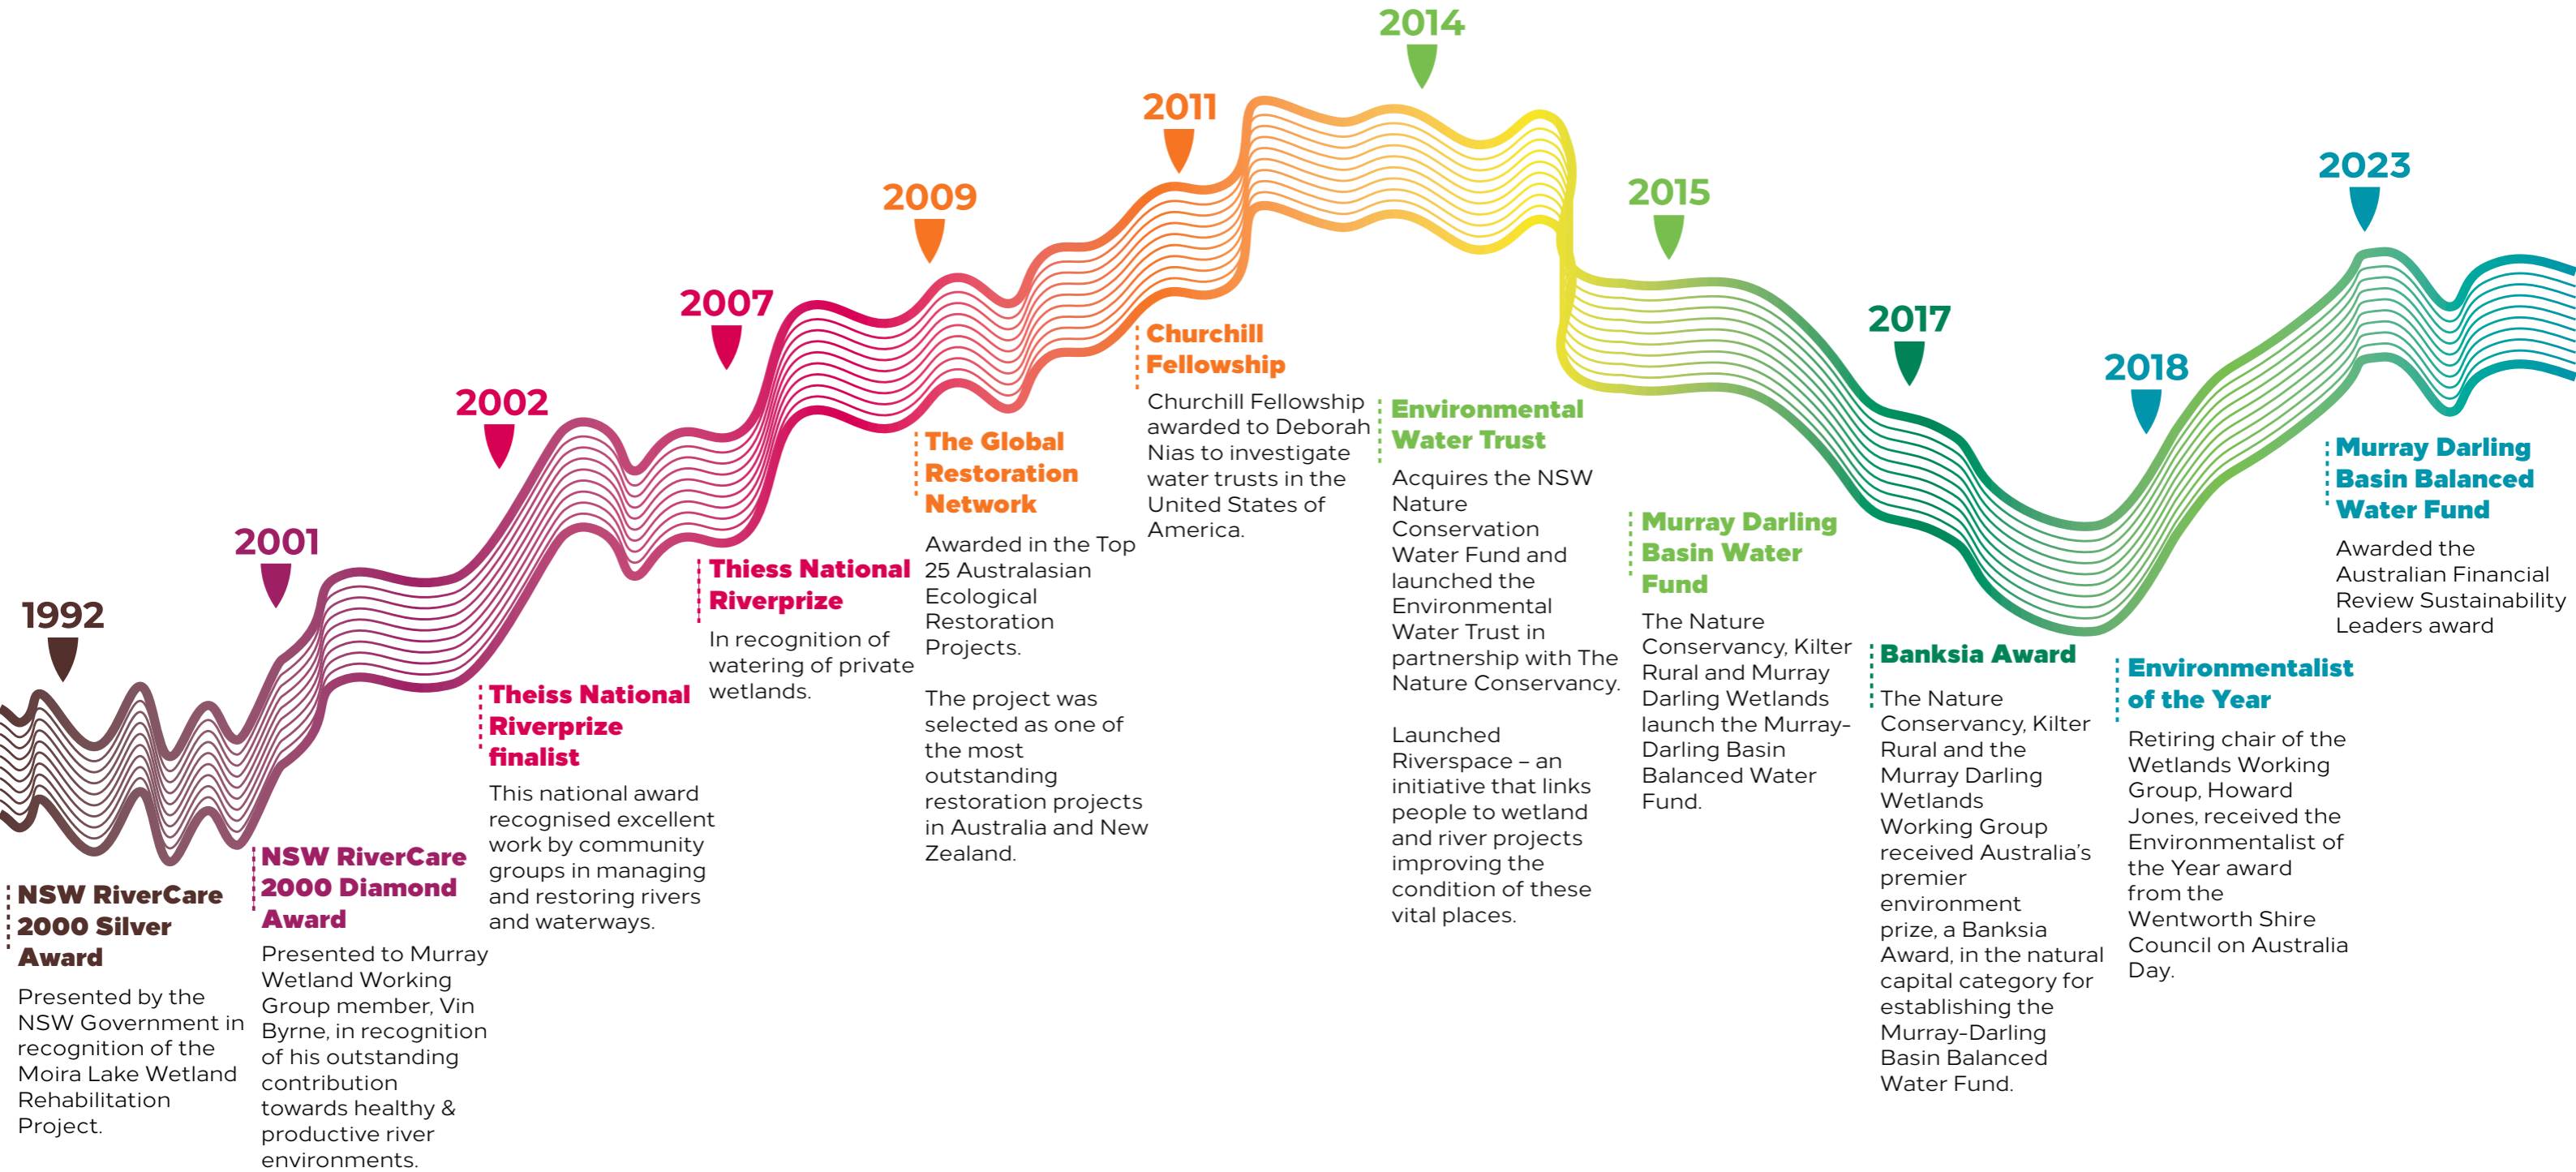 1992
NSW RiverCare
2000 Silver
Award
Presented by the
NSW Government in
recognition of the
Moira Lake Wetland
Rehabilitation
Project.
2001
NSW RiverCare
2000 Diamond
Award
Presented to Murray
Wetland Working
Group member, Vin
Byrne, in recognition
of his outstanding
contribution
towards healthy &
productive river
environments.
2002
Theiss National
Riverprize
finalist
This national award
recognised excellent
work by community
groups in managing
and restoring rivers
and waterways.
2007
Thiess National
Riverprize
In recognition of
watering of private
wetlands.
2009
The Global
Restoration
Network
Awarded in the Top
25 Australasian
Ecological
Restoration
Projects.
The project was
selected as one of
the most
outstanding
restoration projects
in Australia and New
Zealand.
2011
Churchill
Fellowship
Churchill Fellowship
awarded to Deborah
Nias to investigate
water trusts in the
United States of
America.
2014
Environmental
Water Trust
Acquires the NSW
Nature
Conservation
Water Fund and
launched the
Environmental
Water Trust in
partnership with The
Nature Conservancy.
Launched
Riverspace – an
initiative that links
people to wetland
and river projects
improving the
condition of these
vital places.
2015
Murray Darling
Basin Water
Fund
The Nature
Conservancy, Kilter
Rural and Murray
Darling Wetlands
launch the Murray-
Darling Basin
Balanced Water
Fund.
2017
Banksia Award
The Nature
Conservancy, Kilter
Rural and the
Murray Darling
Wetlands
Working Group
received Australia’s
premier
environment
prize, a Banksia
Award, in the natural
capital category for
establishing the
Murray-Darling
Basin Balanced
Water Fund.
2018
Environmentalist
of the Year
Retiring chair of the
Wetlands Working
Group, Howard
Jones, received the
Environmentalist of
the Year award
from the
Wentworth Shire
Council on Australia
Day.
2023
Murray Darling
Basin Balanced
Water Fund
Awarded the
Australian Financial
Review Sustainability
Leaders award